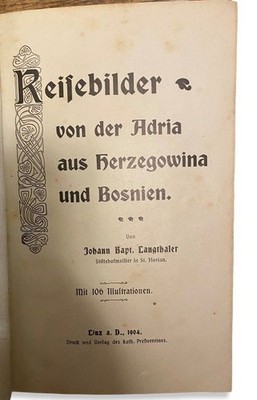 Reiſebilder
von der Adria
aus Herzegowina
und Bosnien.
Von
Johann Bapt. Langthaler
Stiftshofmeiſter in St. Florian.
Mit 106 Illuſtrationen.
Linz a. D., 1904.
Druck und Verlag des kath. Preßvereines.